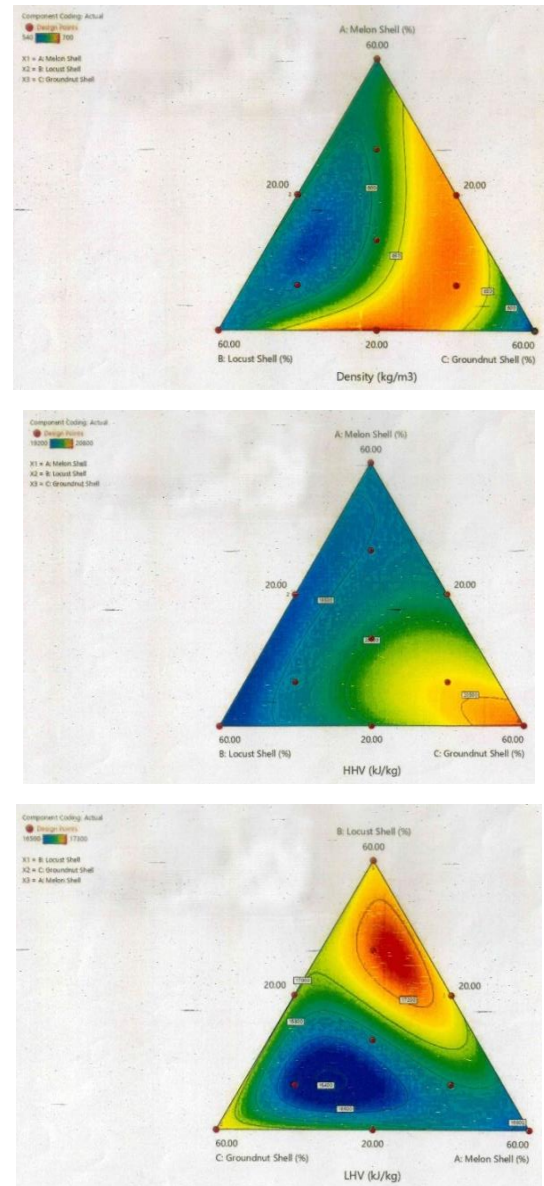 Component Coding: Actual
Design Points
540 700
X1 = A: Melon Shell
X2 = B: Locust Shell
X3 = C: Groundnut Shell
A: Melon Shell (%)
60.00
20.00
20.00
60.00
20.00
60.00
B: Locust Shell (%)
C: Groundnut Shell (%)
Density (kg/m3)
Component Coding: Actual
Design Points
19200 20800
X1 = A: Melon Shell
X2 = B: Locust Shell
X3 = C: Groundnut Shell
A: Melon Shell (%)
60.00
20.00
20.00
60.00
20.00
60.00
B: Locust Shell (%)
C: Groundnut Shell (%)
HHV (kJ/kg)
Component Coding: Actual
Design Points
16500 17300
X1 = B: Locust Shell
X2 = C: Groundnut Shell
X3 = A: Melon Shell
B: Locust Shell (%)
60.00
20.00
20.00
17200
60.00
20.00
60.00
C: Groundnut Shell (%)
A: Melon Shell (%)
LHV (kJ/kg)